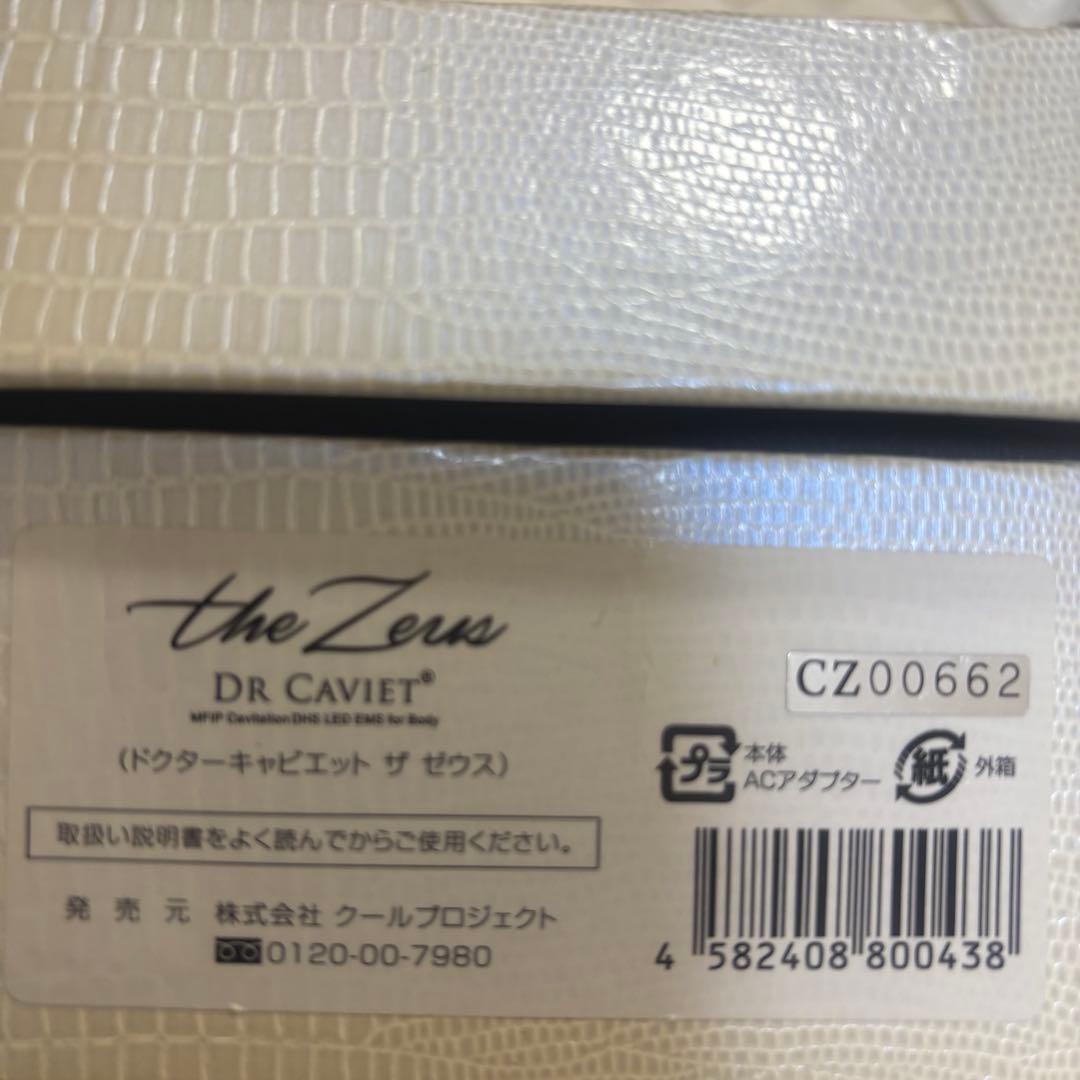 the Zeus
DR CAVIET®
MFIP Cavitation DHS LED EMS for Body
(ドクターキャビエット ザ ゼウス)
取扱い説明書をよく読んでからご使用ください。
発売元 株式会社 クールプロジェクト
0120-00-7980
CZ00662
プラ 本体
ACアダプター
紙 外箱
4 582408 800438